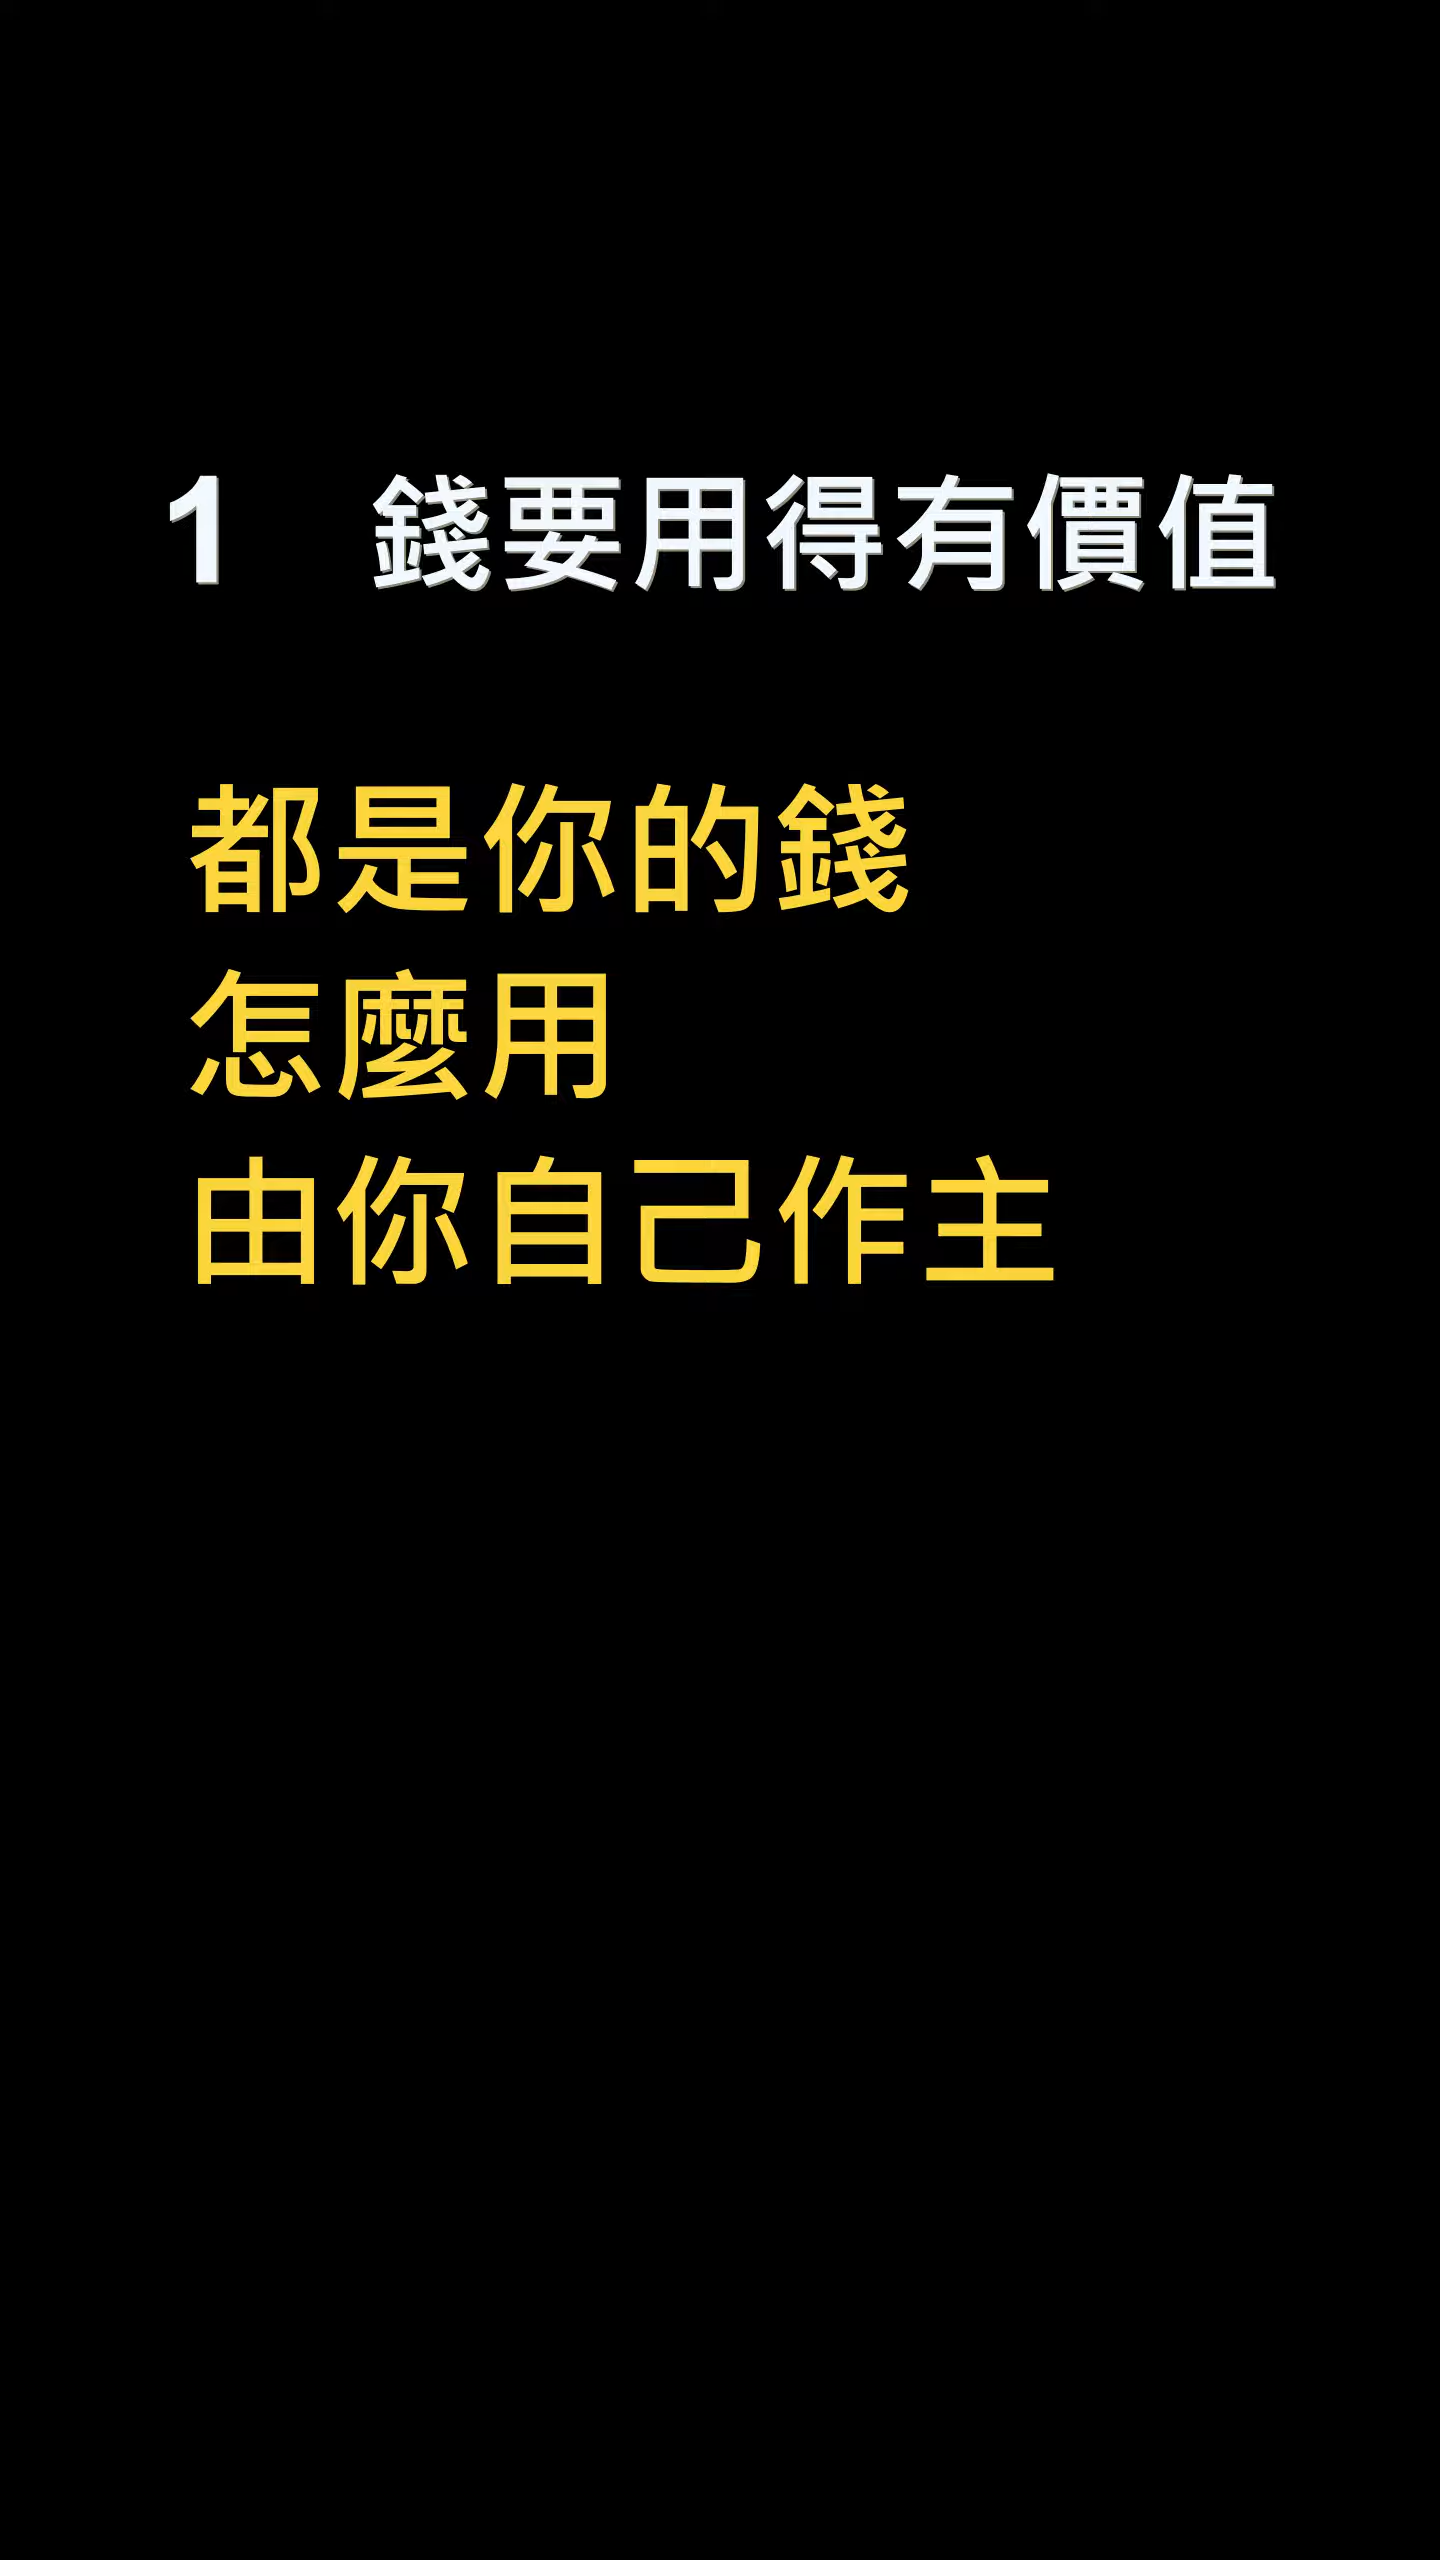 1 錢要用得有價值
都是你的錢
怎麼用
由你自己作主